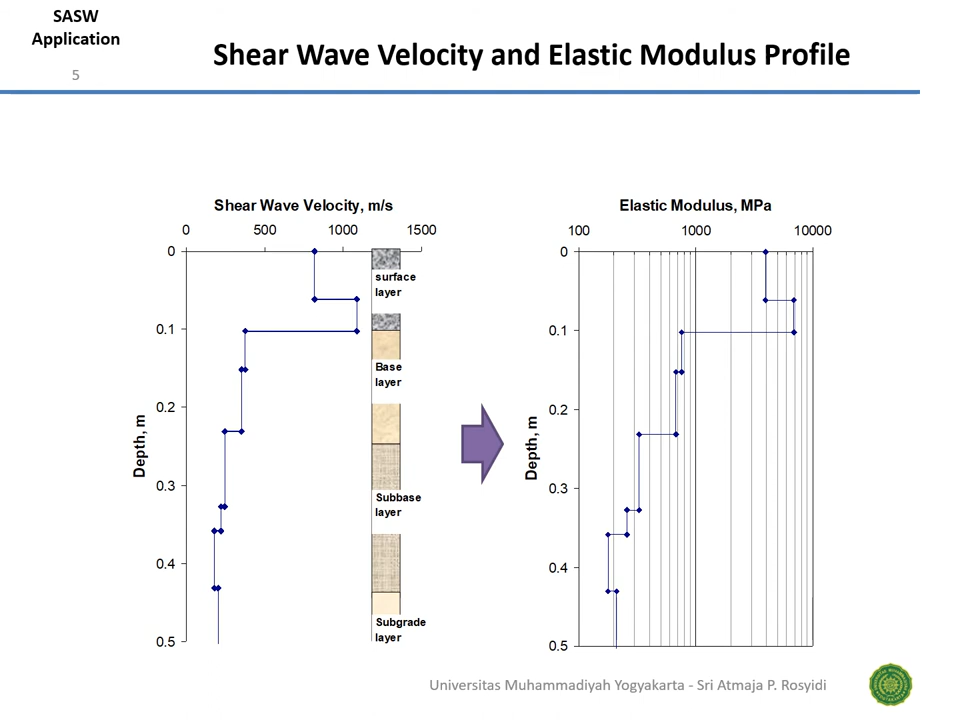 SASW
Application
5
Shear Wave Velocity and Elastic Modulus Profile
Shear Wave Velocity, m/s
0 500 1000 1500
0
0.1
0.2
0.3
0.4
0.5
Depth, m
surface
layer
Base
layer
Subbase
layer
Subgrade
layer
Elastic Modulus, MPa
100 1000 10000
0
0.1
0.2
0.3
0.4
0.5
Depth, m
Universitas Muhammadiyah Yogyakarta - Sri Atmaja P. Rosyidi